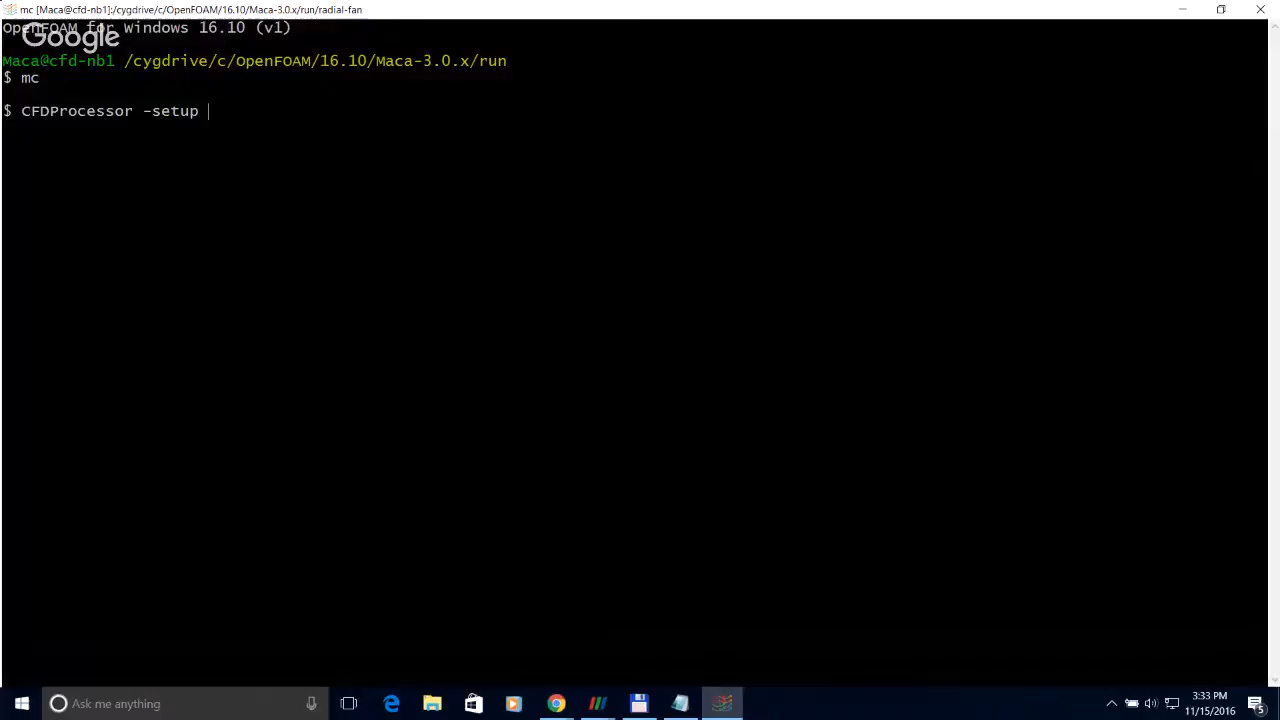 mc [Maca@cfd-nb1]:/cygdrive/c/OpenFOAM/16.10/Maca-3.0.x/run/radial-fan
OpenFOAM for Windows 16.10 (v1)
Google
Maca@cfd-nb1 /cygdrive/c/OpenFOAM/16.10/Maca-3.0.x/run
$ mc
$ CFDProcessor -setup
Ask me anything
3:33 PM
11/15/2016
5